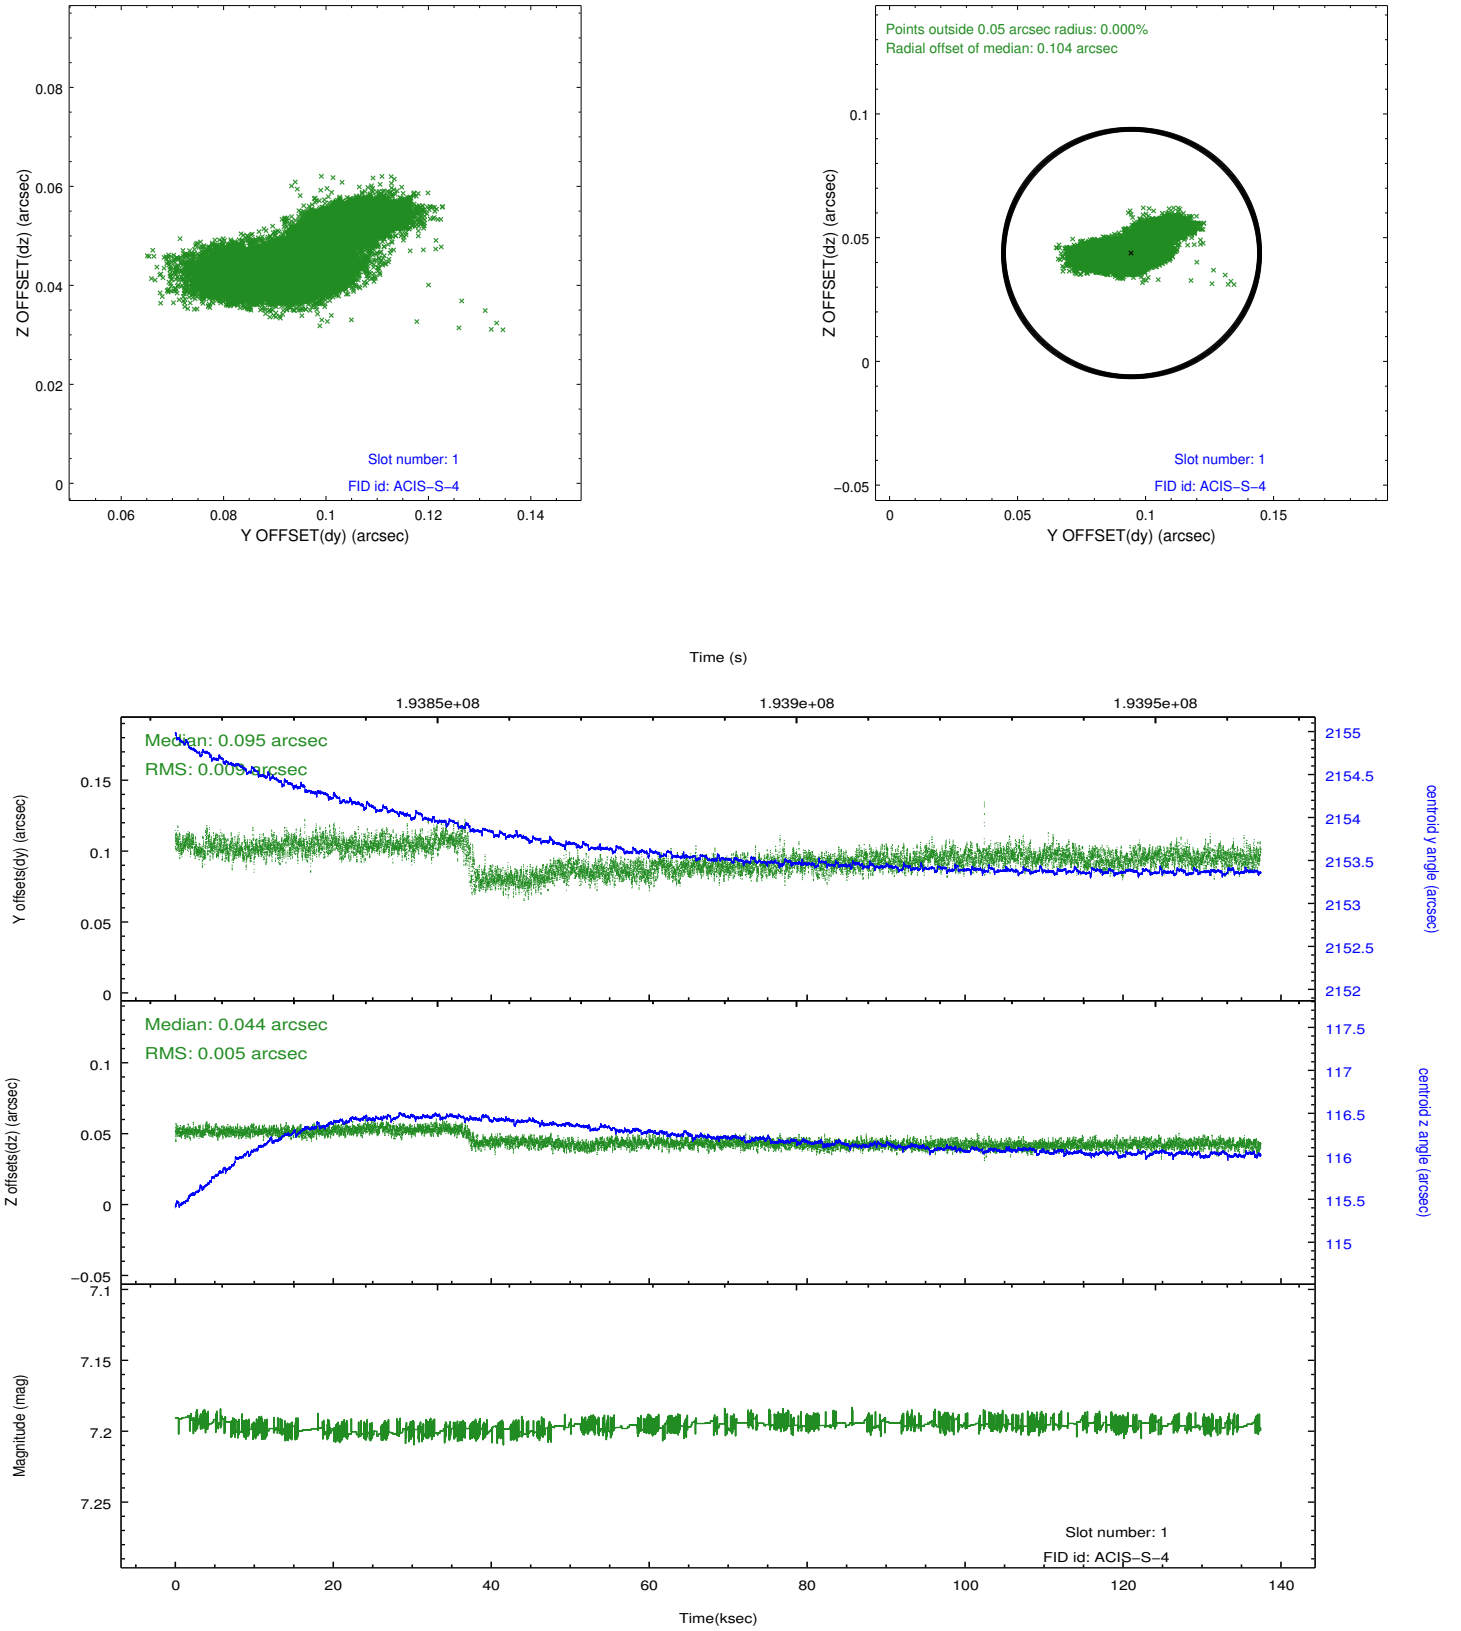 0.08
0.06
0.04
0.02
0
Z OFFSET(dz) (arcsec)
Slot number: 1
FID id: ACIS−S−4
0.06 0.08 0.1 0.12 0.14
Y OFFSET(dy) (arcsec)
Points outside 0.05 arcsec radius: 0.000%
Radial offset of median: 0.104 arcsec
0.1
0.05
0
−0.05
Z OFFSET(dz) (arcsec)
Slot number: 1
FID id: ACIS−S−4
0 0.05 0.1 0.15
Y OFFSET(dy) (arcsec)
Time (s)
1.9385e+08 1.939e+08 1.9395e+08
Median: 0.095 arcsec
RMS: 0.009 arcsec
0.15
0.1
0.05
0
Y offsets(dy) (arcsec)
2155
2154.5
2154
2153.5
2153
2152.5
2152
centroid y angle (arcsec)
Median: 0.044 arcsec
RMS: 0.005 arcsec
0.1
0.05
0
−0.05
Z offsets(dz) (arcsec)
117.5
117
116.5
116
115.5
115
centroid z angle (arcsec)
7.1
7.15
7.2
7.25
Magnitude (mag)
Slot number: 1
FID id: ACIS−S−4
0 20 40 60 80 100 120 140
Time(ksec)